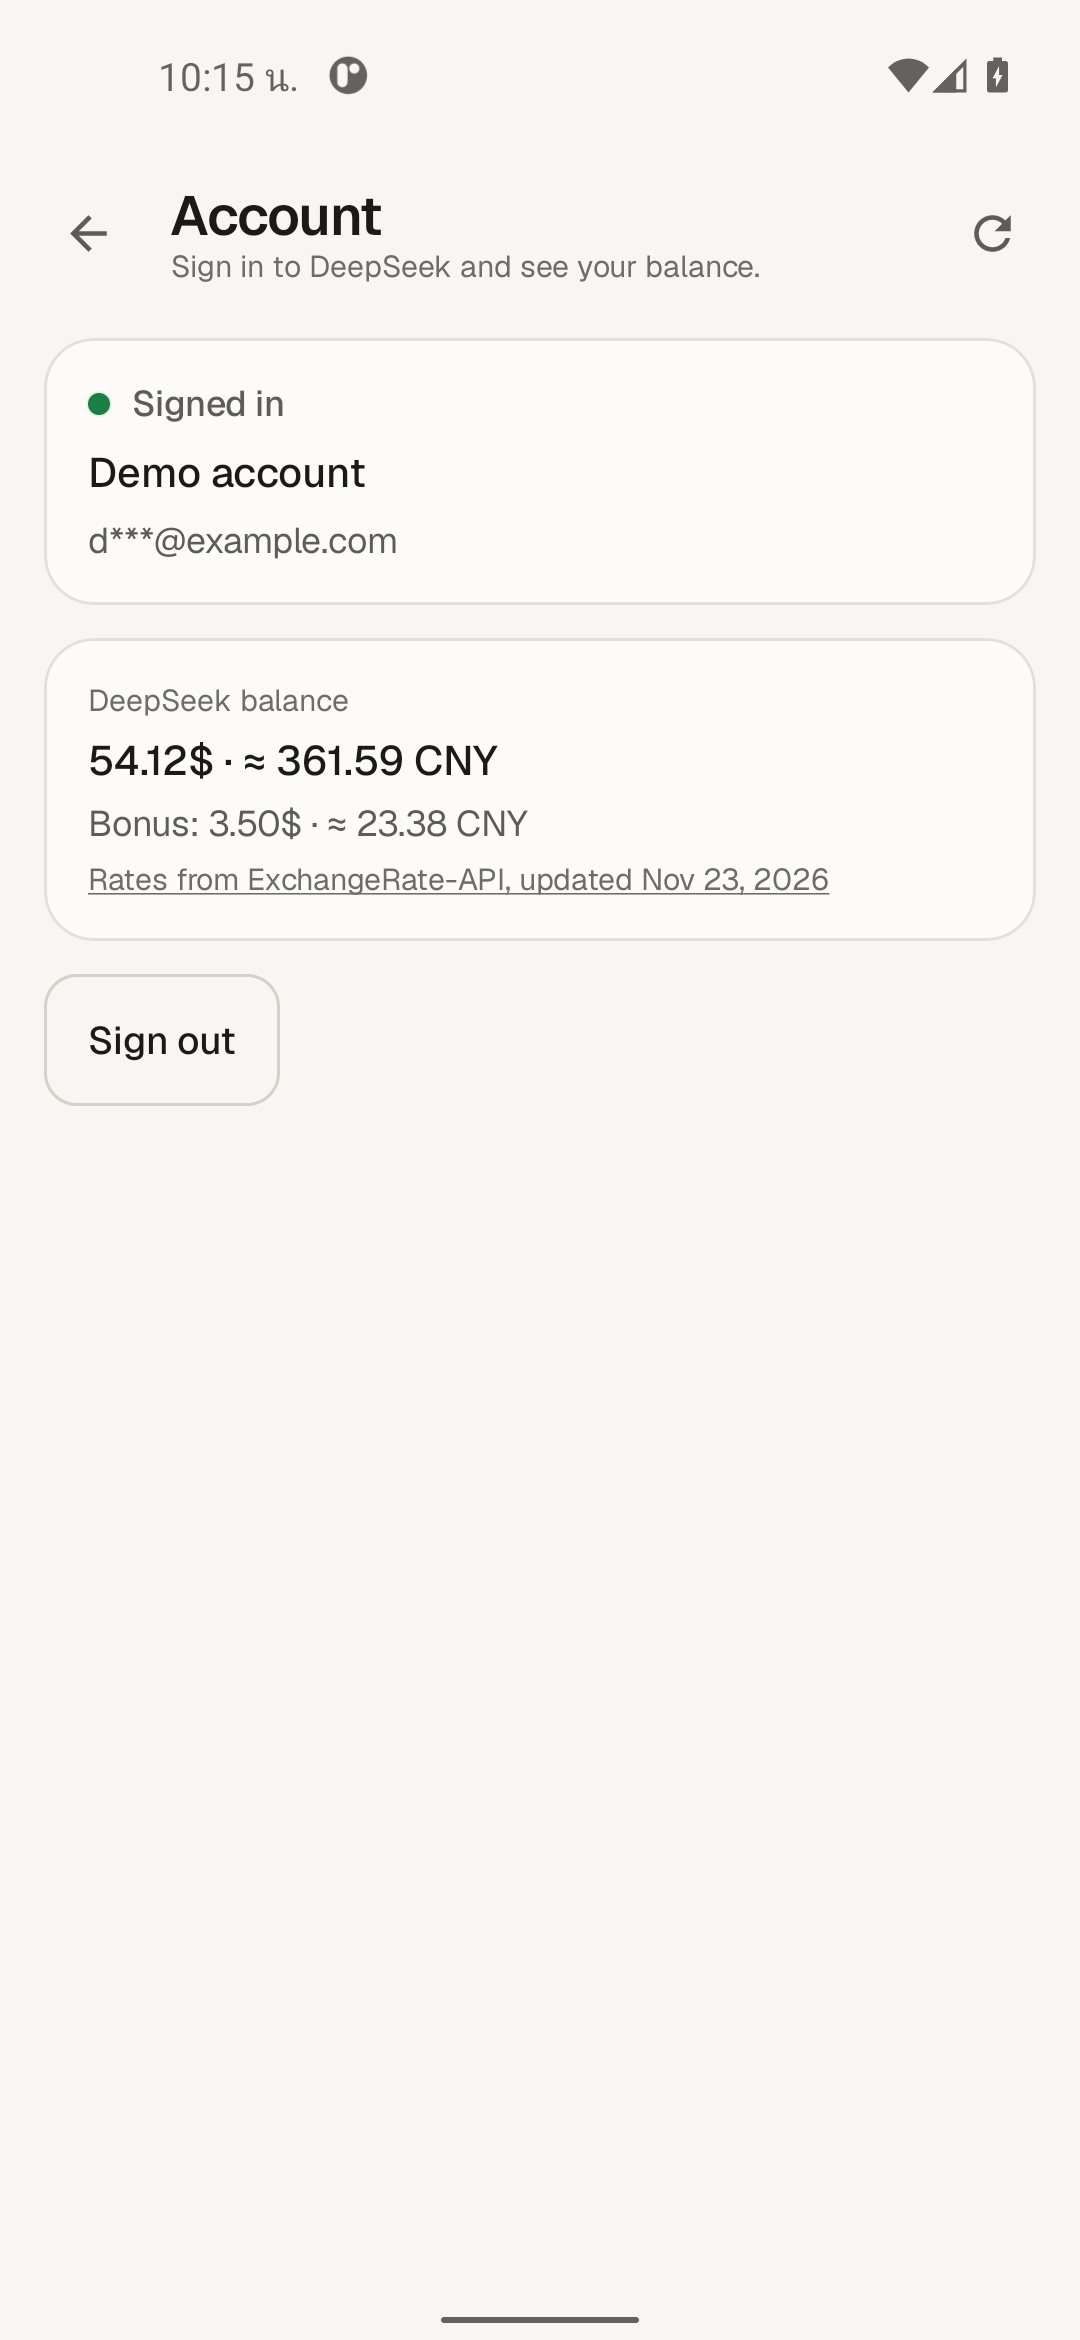 10:15 น.
Account
Sign in to DeepSeek and see your balance.
Signed in
Demo account
d***@example.com
DeepSeek balance
54.12$ · ≈ 361.59 CNY
Bonus: 3.50$ · ≈ 23.38 CNY
Rates from ExchangeRate-API, updated Nov 23, 2026
Sign out